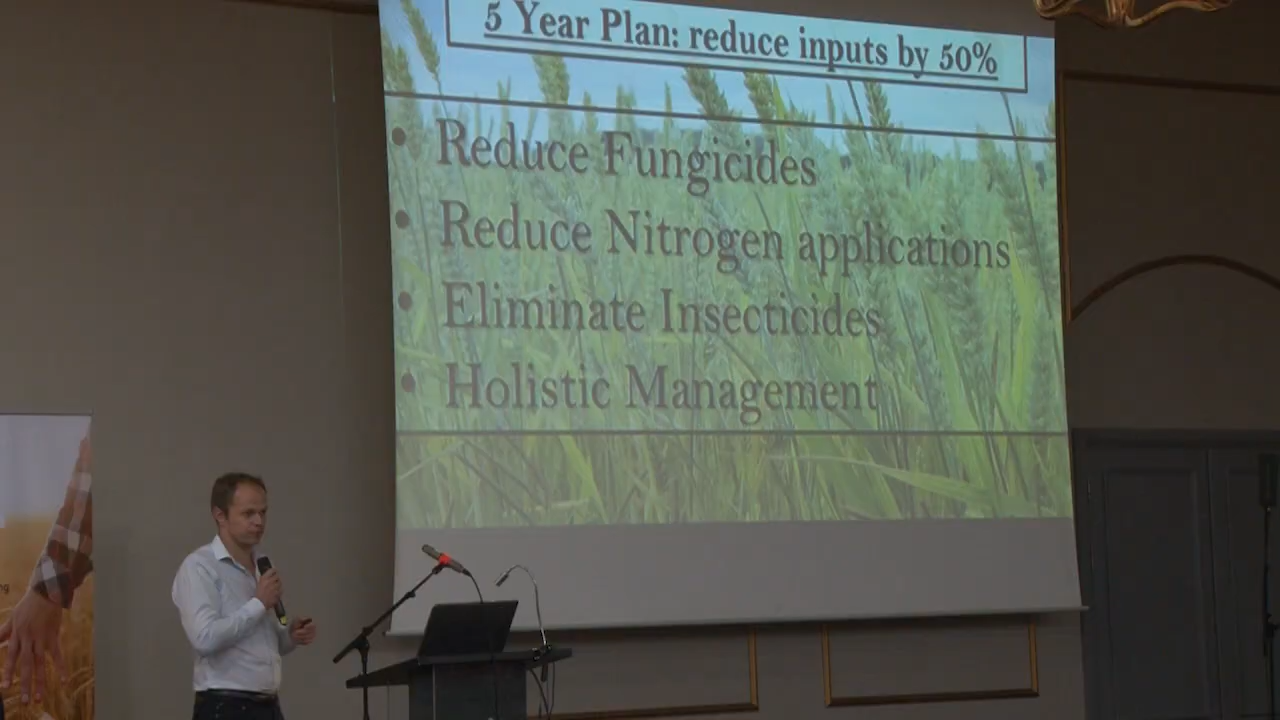 5 Year Plan: reduce inputs by 50%
• Reduce Fungicides
• Reduce Nitrogen applications
• Eliminate Insecticides
• Holistic Management